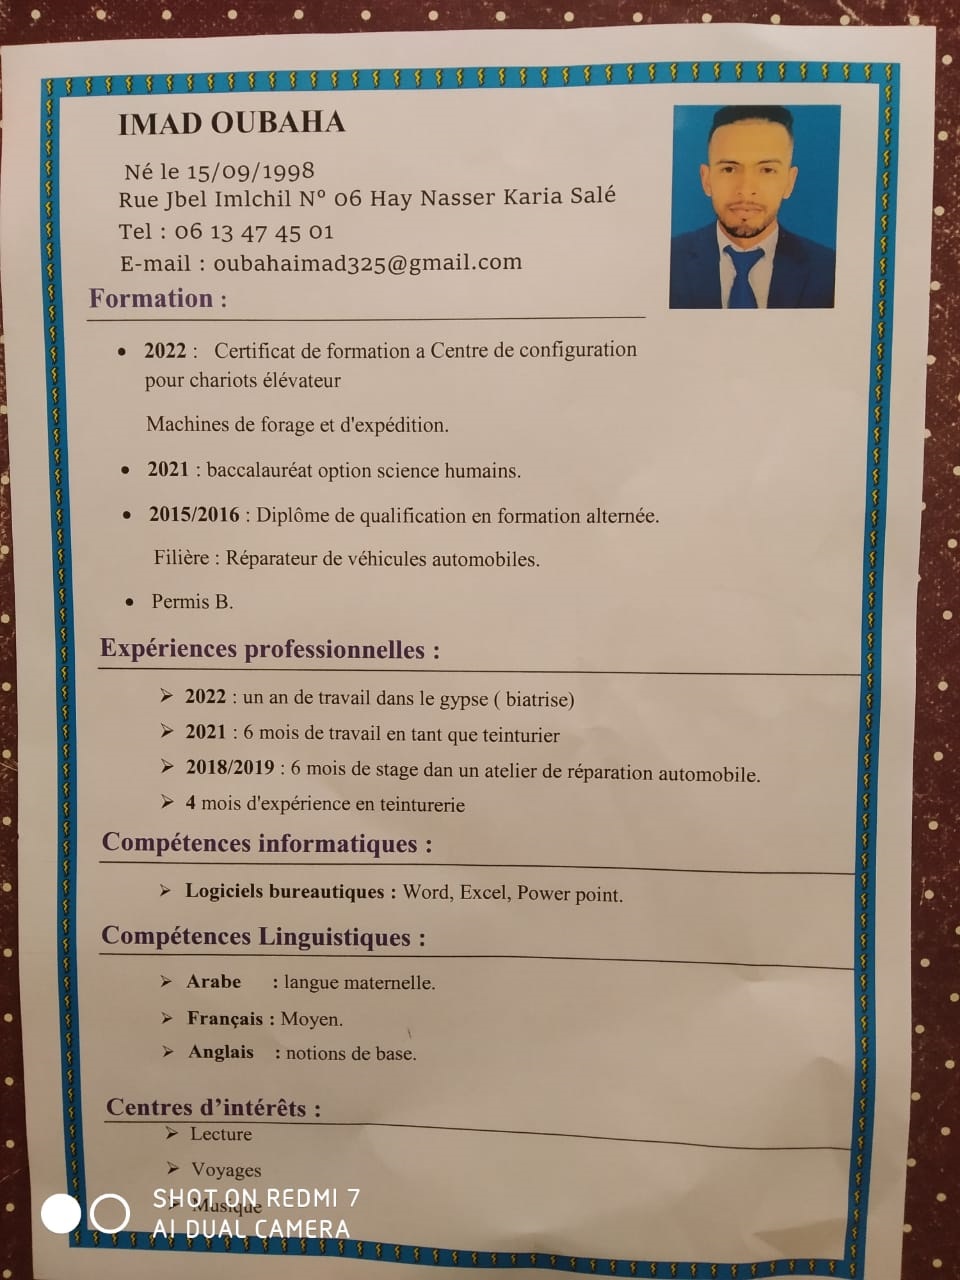 IMAD OUBAHA
Né le 15/09/1998
Rue Jbel Imlchil N° 06 Hay Nasser Karia Salé
Tel : 06 13 47 45 01
E-mail : oubahaimad325@gmail.com
Formation :
• 2022 : Certificat de formation a Centre de configuration
pour chariots élévateur
Machines de forage et d'expédition.
• 2021 : baccalauréat option science humains.
• 2015/2016 : Diplôme de qualification en formation alternée.
Filière : Réparateur de véhicules automobiles.
• Permis B.
Expériences professionnelles :
➢ 2022 : un an de travail dans le gypse ( biatrise)
➢ 2021 : 6 mois de travail en tant que teinturier
➢ 2018/2019 : 6 mois de stage dan un atelier de réparation automobile.
➢ 4 mois d'expérience en teinturerie
Compétences informatiques :
➢ Logiciels bureautiques : Word, Excel, Power point.
Compétences Linguistiques :
➢ Arabe : langue maternelle.
➢ Français : Moyen.
➢ Anglais : notions de base.
Centres d'intérêts :
➢ Lecture
➢ Voyages
➢ Musique
SHOT ON REDMI 7
AI DUAL CAMERA